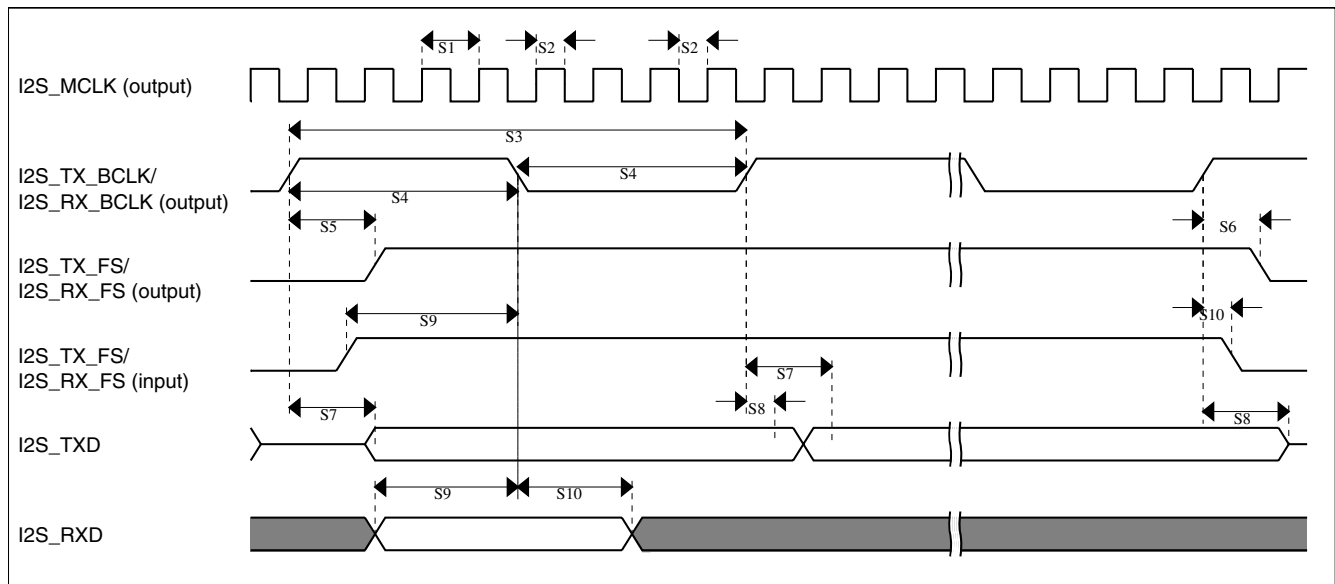 S1 S2 S2
I2S_MCLK (output)
S3
I2S_TX_BCLK/
I2S_RX_BCLK (output)
S4
S4
S5
S6
I2S_TX_FS/
I2S_RX_FS (output)
S9
S10
I2S_TX_FS/
I2S_RX_FS (input)
S7
S7
S8
S8
I2S_TXD
S9 S10
I2S_RXD